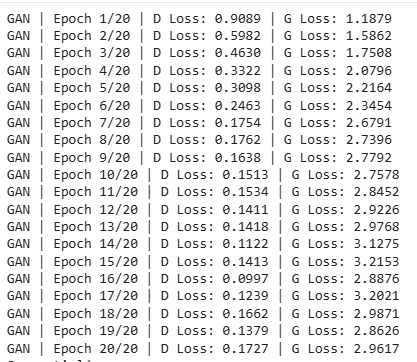 GAN | Epoch 1/20 | D Loss: 0.9089 | G Loss: 1.1879
GAN | Epoch 2/20 | D Loss: 0.5982 | G Loss: 1.5862
GAN | Epoch 3/20 | D Loss: 0.4630 | G Loss: 1.7508
GAN | Epoch 4/20 | D Loss: 0.3322 | G Loss: 2.0796
GAN | Epoch 5/20 | D Loss: 0.3098 | G Loss: 2.2164
GAN | Epoch 6/20 | D Loss: 0.2463 | G Loss: 2.3454
GAN | Epoch 7/20 | D Loss: 0.1754 | G Loss: 2.6791
GAN | Epoch 8/20 | D Loss: 0.1762 | G Loss: 2.7396
GAN | Epoch 9/20 | D Loss: 0.1638 | G Loss: 2.7792
GAN | Epoch 10/20 | D Loss: 0.1513 | G Loss: 2.7578
GAN | Epoch 11/20 | D Loss: 0.1534 | G Loss: 2.8452
GAN | Epoch 12/20 | D Loss: 0.1411 | G Loss: 2.9226
GAN | Epoch 13/20 | D Loss: 0.1418 | G Loss: 2.9768
GAN | Epoch 14/20 | D Loss: 0.1122 | G Loss: 3.1275
GAN | Epoch 15/20 | D Loss: 0.1413 | G Loss: 3.2153
GAN | Epoch 16/20 | D Loss: 0.0997 | G Loss: 2.8876
GAN | Epoch 17/20 | D Loss: 0.1239 | G Loss: 3.2021
GAN | Epoch 18/20 | D Loss: 0.1662 | G Loss: 2.9871
GAN | Epoch 19/20 | D Loss: 0.1379 | G Loss: 2.8626
GAN | Epoch 20/20 | D Loss: 0.1727 | G Loss: 2.9617